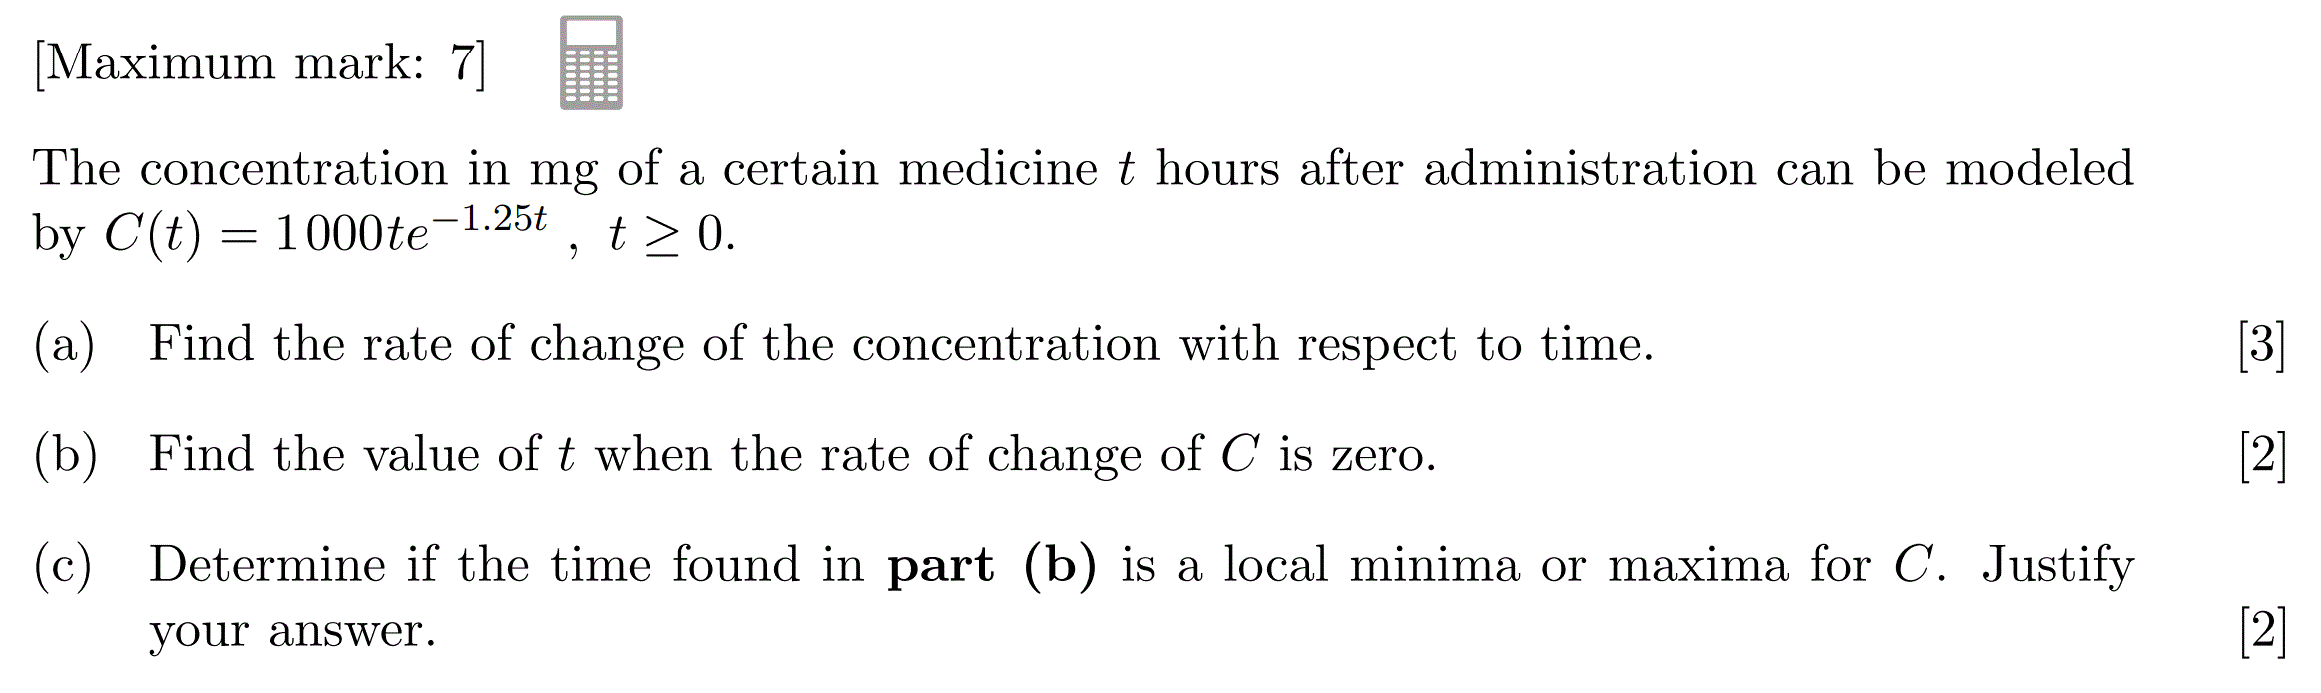 [Maximum mark: 7]
The concentration in mg of a certain medicine t hours after administration can be modeled
by C(t) = 1000te^{-1.25t} , t ≥ 0.
(a) Find the rate of change of the concentration with respect to time. [3]
(b) Find the value of t when the rate of change of C is zero. [2]
(c) Determine if the time found in part (b) is a local minima or maxima for C. Justify
your answer. [2]